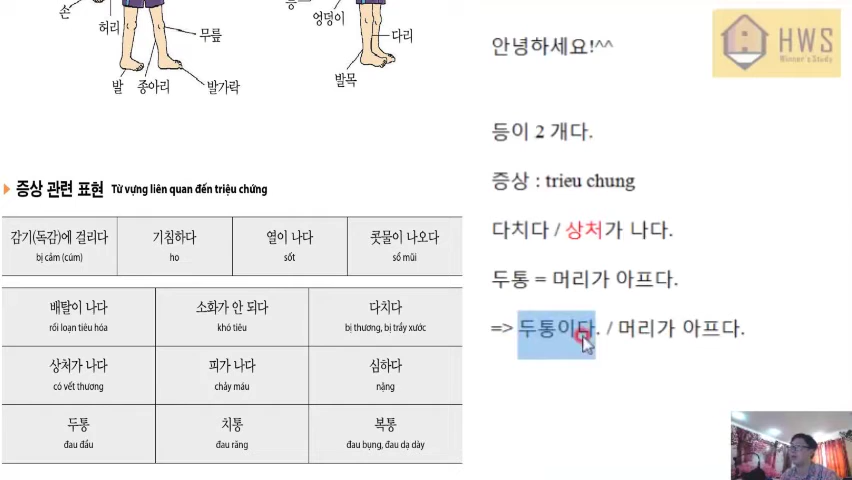 손
허리
무릎
발
종아리
발가락
등
엉덩이
다리
발목
증상 관련 표현 Từ vựng liên quan đến triệu chứng
감기(독감)에 걸리다
bị cảm (cúm)
기침하다
ho
열이 나다
sốt
콧물이 나오다
sổ mũi
배탈이 나다
rối loạn tiêu hóa
소화가 안 되다
khó tiêu
다치다
bị thương, bị trầy xước
상처가 나다
có vết thương
피가 나다
chảy máu
심하다
nặng
두통
đau đầu
치통
đau răng
복통
đau bụng, đau dạ dày
안녕하세요!^^
HWS
Winner's Study
등이 2 개다.
증상 : trieu chung
다치다 / 상처가 나다.
두통 = 머리가 아프다.
=> 두통이다. / 머리가 아프다.